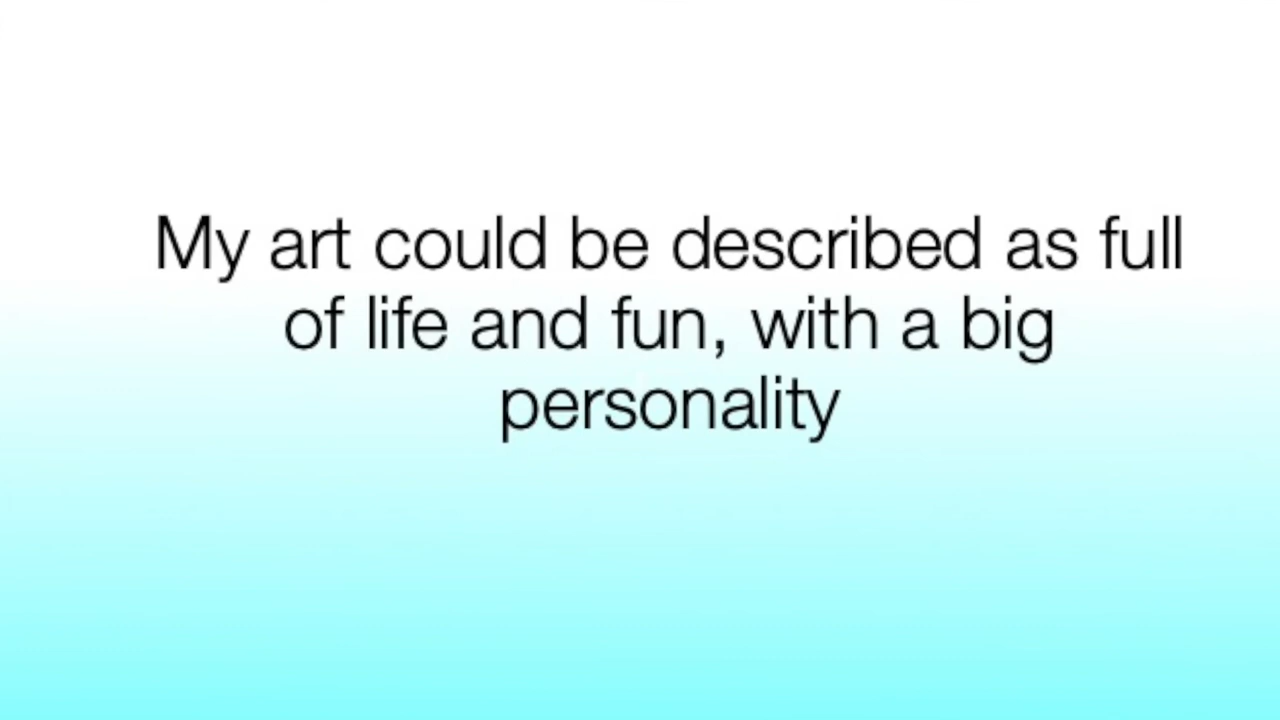 My art could be described as full
of life and fun, with a big
personality